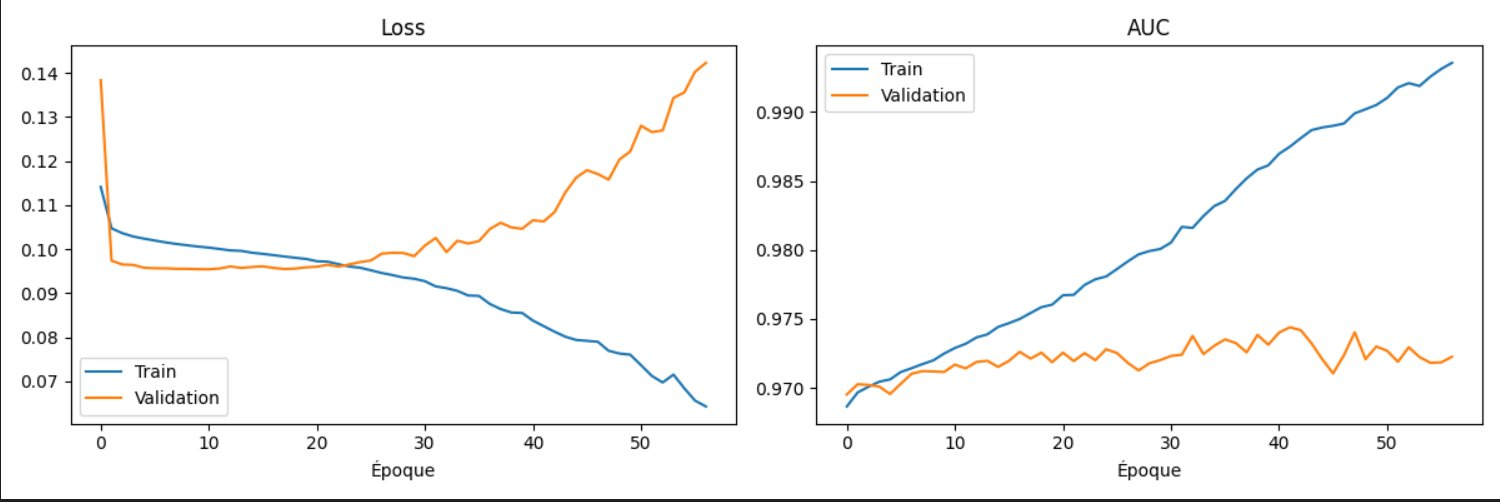 Loss
0.14
0.13
0.12
0.11
0.10
0.09
0.08
0.07
Train
Validation
0 10 20 30 40 50
Époque
AUC
Train
Validation
0.990
0.985
0.980
0.975
0.970
0 10 20 30 40 50
Époque